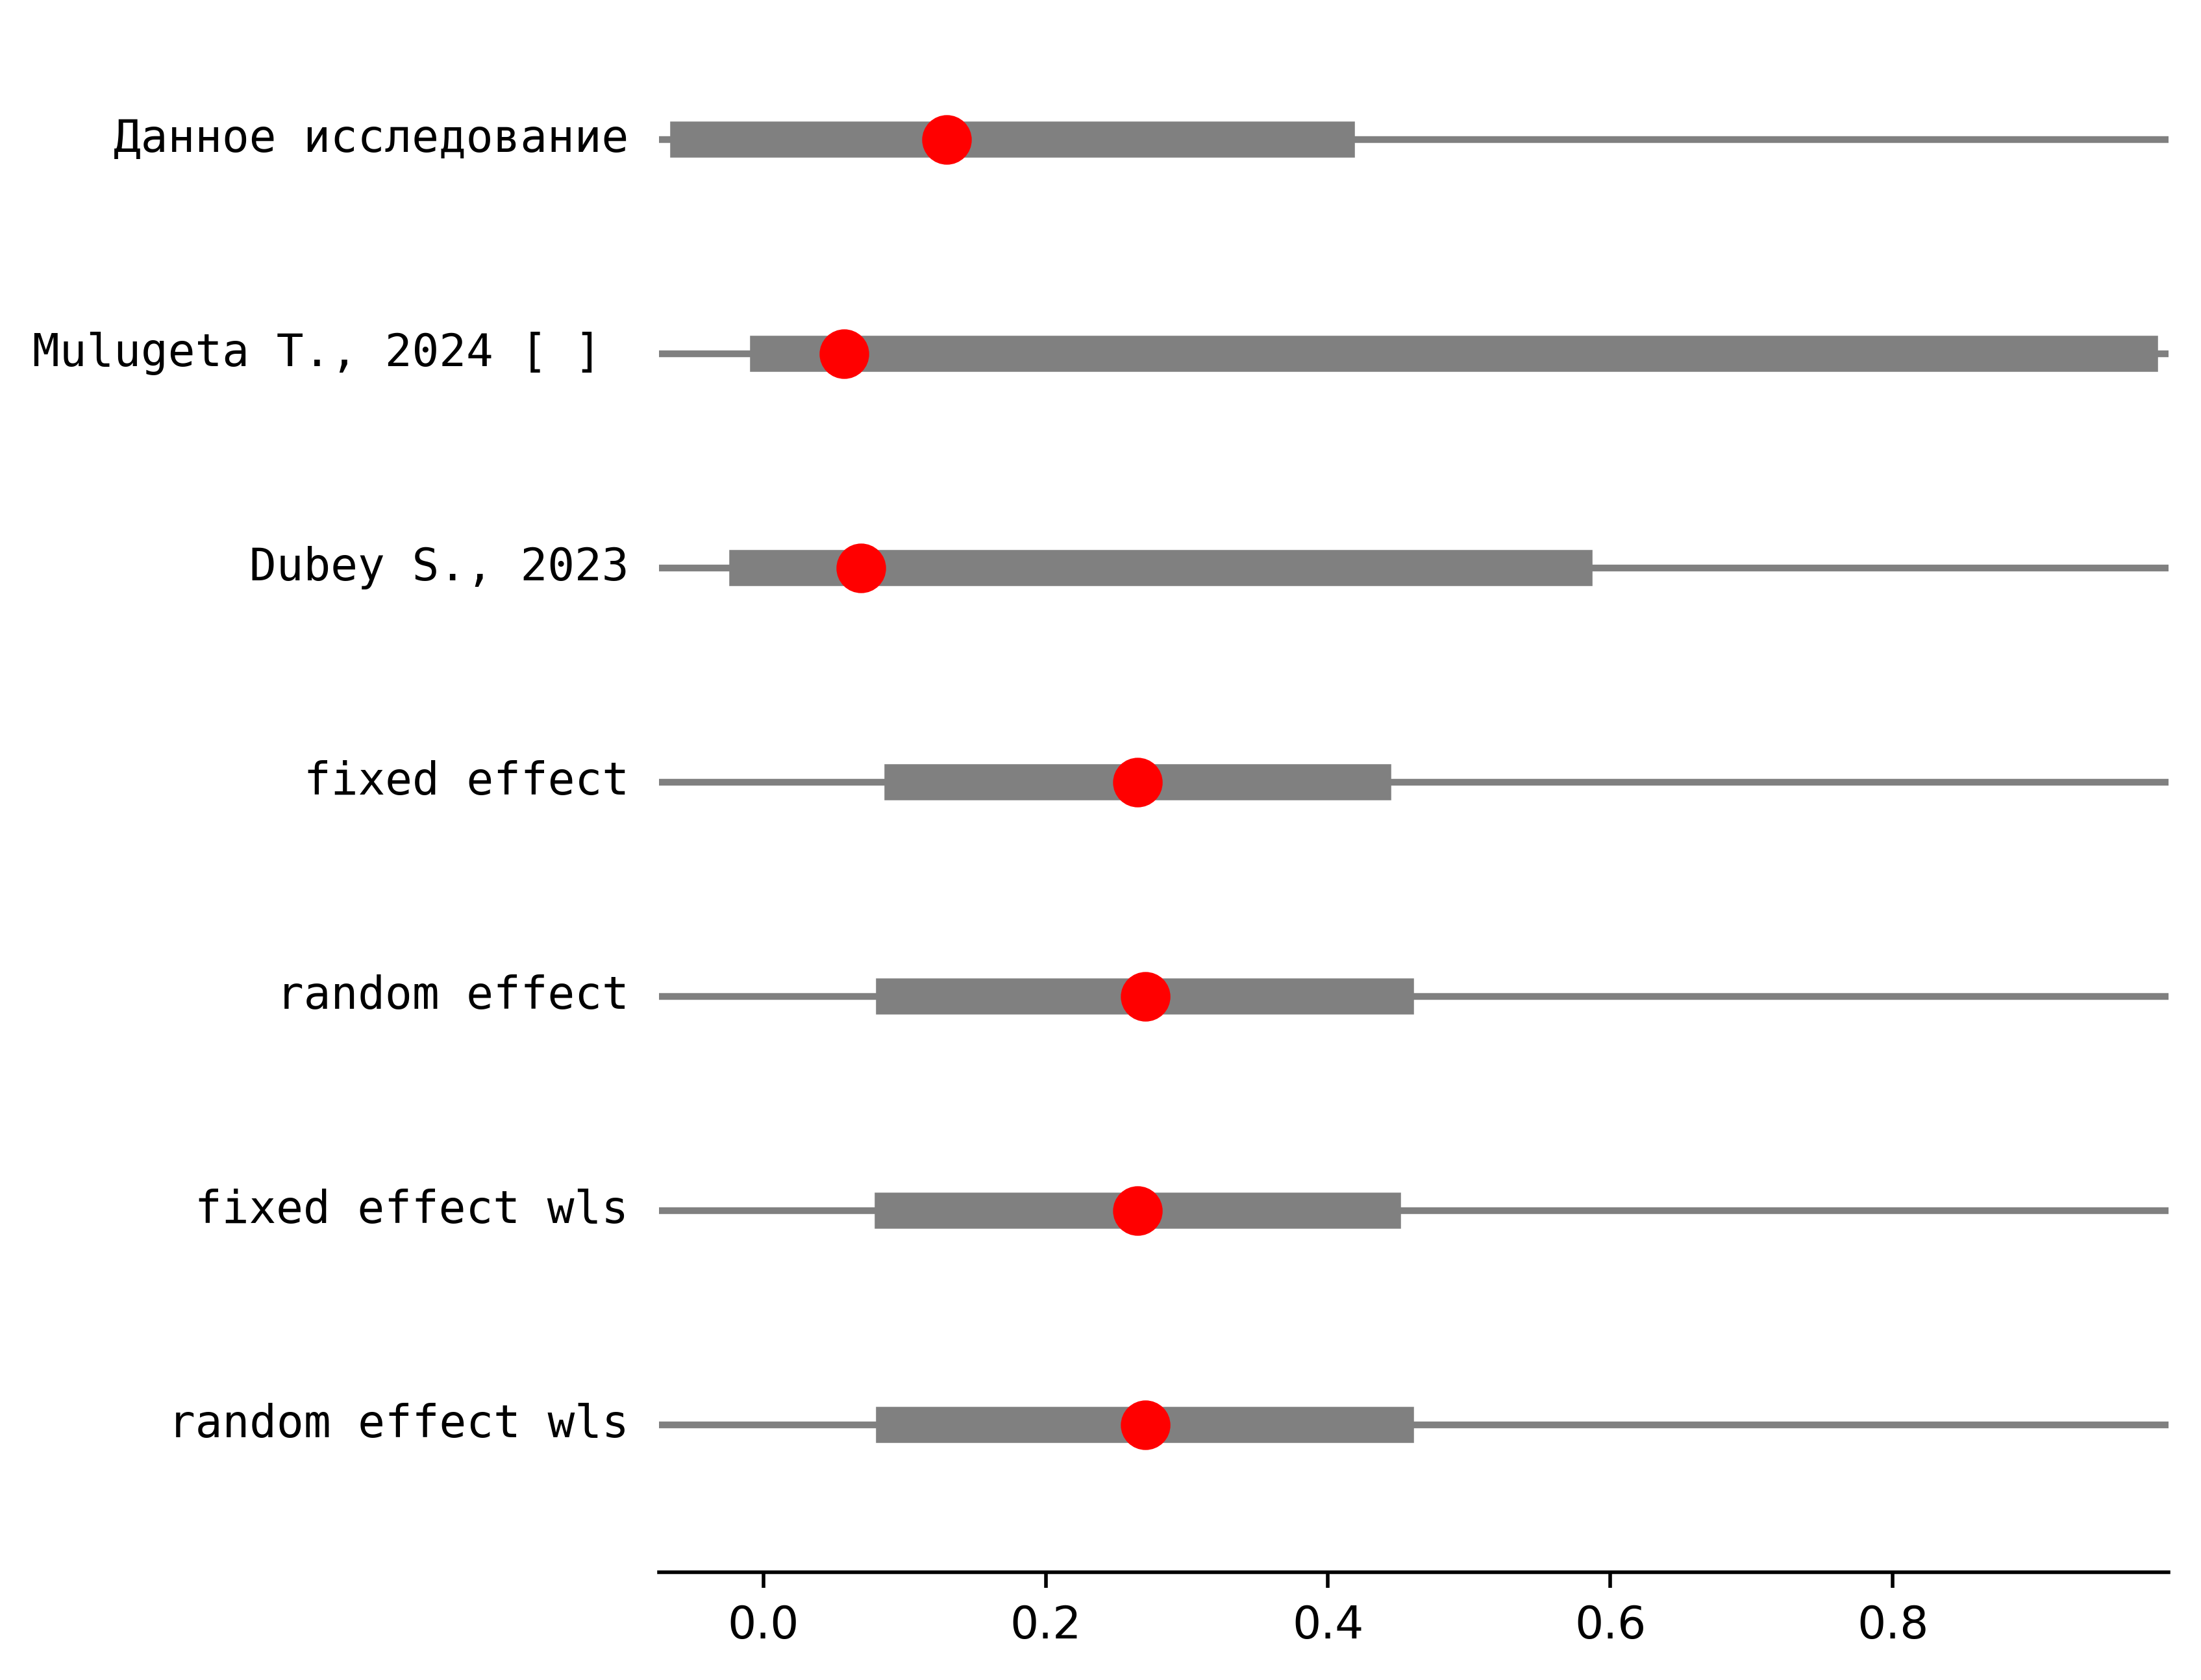 Данное исследование
Mulugeta T., 2024 [ ]
Dubey S., 2023
fixed effect
random effect
fixed effect wls
random effect wls
0.0 0.2 0.4 0.6 0.8